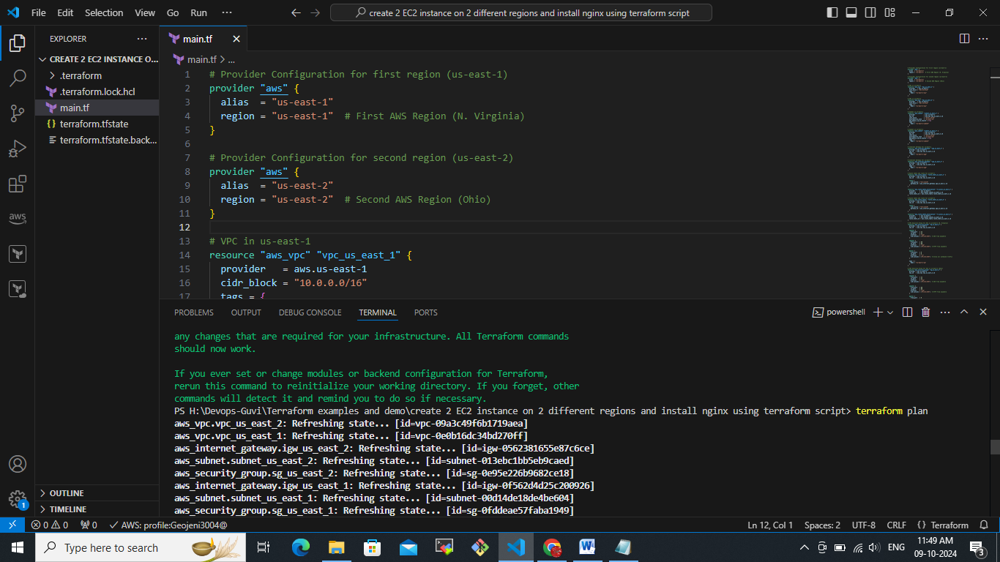 File Edit Selection View Go Run ···
create 2 EC2 instance on 2 different regions and install nginx using terraform script
EXPLORER ···
CREATE 2 EC2 INSTANCE O...
.terraform
.terraform.lock.hcl
main.tf
terraform.tfstate
terraform.tfstate.back...
OUTLINE
TIMELINE
aws
1
main.tf
main.tf > ...
1 # Provider Configuration for first region (us-east-1)
2 provider "aws" {
3 alias = "us-east-1"
4 region = "us-east-1" # First AWS Region (N. Virginia)
5 }
6
7 # Provider Configuration for second region (us-east-2)
8 provider "aws" {
9 alias = "us-east-2"
10 region = "us-east-2" # Second AWS Region (Ohio)
11 }
12
13 # VPC in us-east-1
14 resource "aws_vpc" "vpc_us_east_1" {
15 provider = aws.us-east-1
16 cidr_block = "10.0.0.0/16"
17 tags = {
PROBLEMS OUTPUT DEBUG CONSOLE TERMINAL PORTS
powershell
any changes that are required for your infrastructure. All Terraform commands
should now work.
If you ever set or change modules or backend configuration for Terraform,
rerun this command to reinitialize your working directory. If you forget, other
commands will detect it and remind you to do so if necessary.
PS H:\Devops-Guvi\Terraform examples and demo\create 2 EC2 instance on 2 different regions and install nginx using terraform script> terraform plan
aws_vpc.vpc_us_east_2: Refreshing state... [id=vpc-09a3c49f6b1719aea]
aws_vpc.vpc_us_east_1: Refreshing state... [id=vpc-0e0b16dc34bd270ff]
aws_internet_gateway.igw_us_east_2: Refreshing state... [id=igw-0562381655e87c6ce]
aws_subnet.subnet_us_east_2: Refreshing state... [id=subnet-013ebc1bb5eb9caed]
aws_security_group.sg_us_east_2: Refreshing state... [id=sg-0e95e226b9682ce18]
aws_internet_gateway.igw_us_east_1: Refreshing state... [id=igw-0f562d4d25c200926]
aws_subnet.subnet_us_east_1: Refreshing state... [id=subnet-00d14de18de4be604]
aws_security_group.sg_us_east_1: Refreshing state... [id=sg-0fddeae57faba1949]
0 0 0 AWS: profile:Geojeni3004@ Ln 12, Col 1 Spaces: 2 UTF-8 CRLF {} Terraform
Type here to search
ENG
11:49 AM
09-10-2024
3